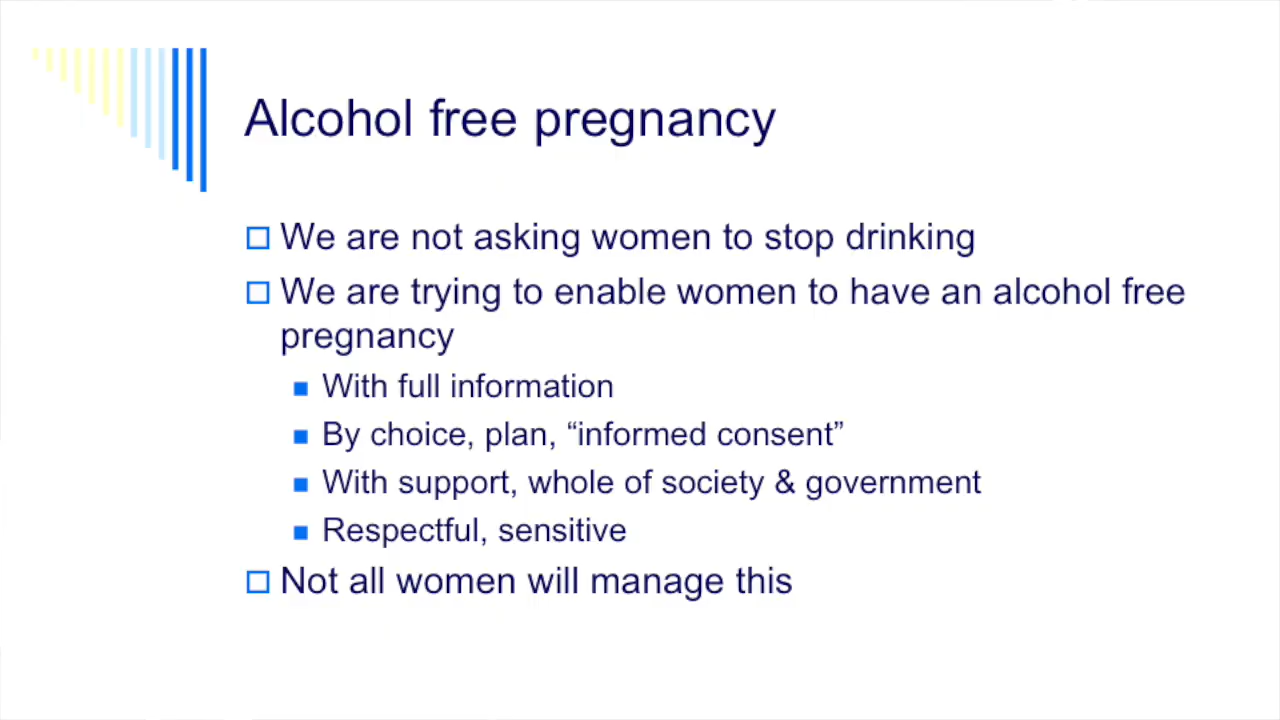 Alcohol free pregnancy
We are not asking women to stop drinking
We are trying to enable women to have an alcohol free
pregnancy
With full information
By choice, plan, “informed consent”
With support, whole of society & government
Respectful, sensitive
Not all women will manage this